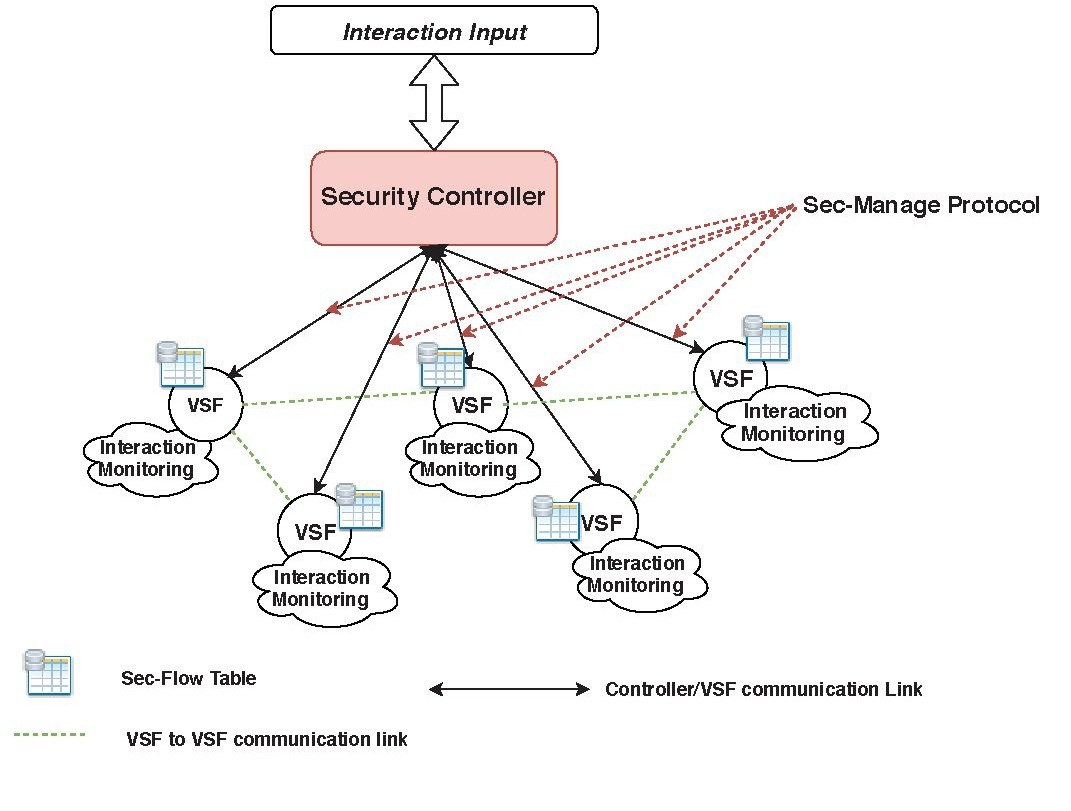 Interaction Input
Security Controller
Sec-Manage Protocol
VSF
Interaction
Monitoring
VSF
Interaction
Monitoring
VSF
Interaction
Monitoring
VSF
Interaction
Monitoring
VSF
Interaction
Monitoring
Sec-Flow Table
Controller/VSF communication Link
VSF to VSF communication link